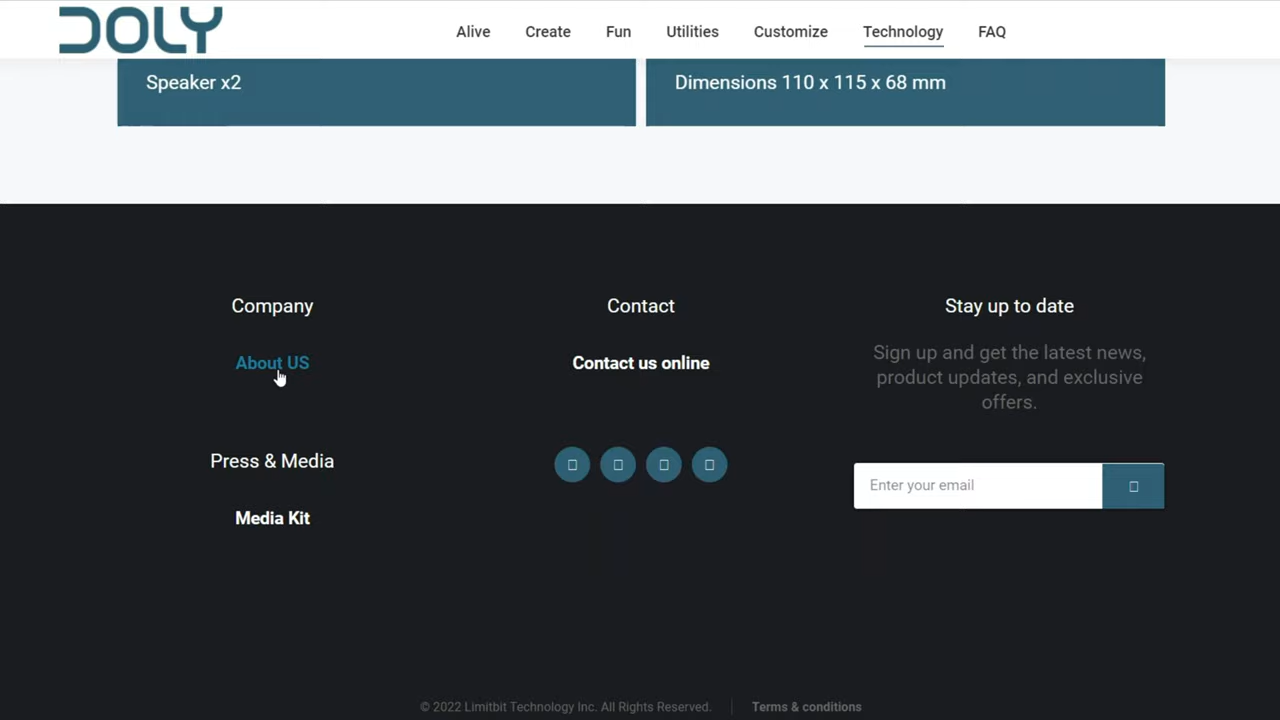 DOLY
Alive Create Fun Utilities Customize Technology FAQ
Speaker x2
Dimensions 110 x 115 x 68 mm
Company
About US
Press & Media
Media Kit
Contact
Contact us online
Stay up to date
Sign up and get the latest news,
product updates, and exclusive
offers.
Enter your email
© 2022 Limitbit Technology Inc. All Rights Reserved.
Terms & conditions